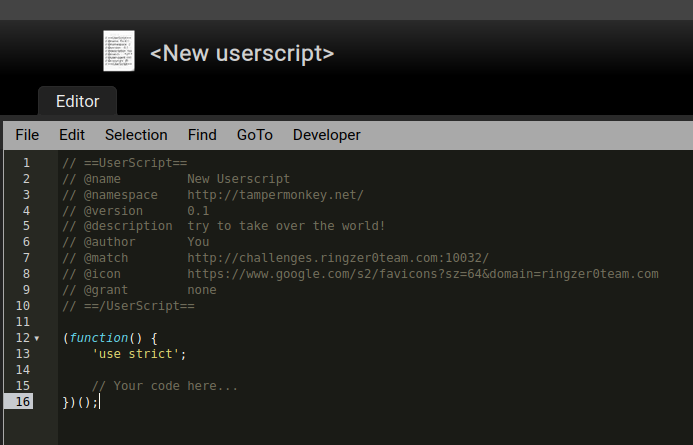 <New userscript>
Editor
File Edit Selection Find GoTo Developer
1 // ==UserScript==
2 // @name         New Userscript
3 // @namespace    http://tampermonkey.net/
4 // @version      0.1
5 // @description  try to take over the world!
6 // @author       You
7 // @match        http://challenges.ringzer0team.com:10032/
8 // @icon         https://www.google.com/s2/favicons?sz=64&domain=ringzer0team.com
9 // @grant        none
10 // ==/UserScript==
11
12 (function() {
13     'use strict';
14
15     // Your code here...
16 })();